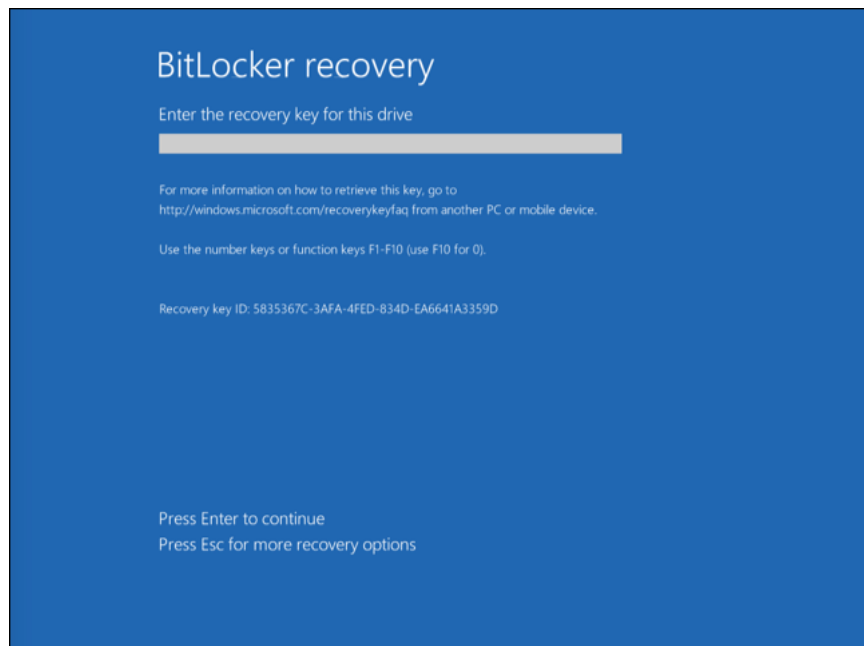 BitLocker recovery
Enter the recovery key for this drive
For more information on how to retrieve this key, go to
http://windows.microsoft.com/recoverykeyfaq from another PC or mobile device.
Use the number keys or function keys F1-F10 (use F10 for 0).
Recovery key ID: 5835367C-3AFA-4FED-834D-EA6641A3359D
Press Enter to continue
Press Esc for more recovery options